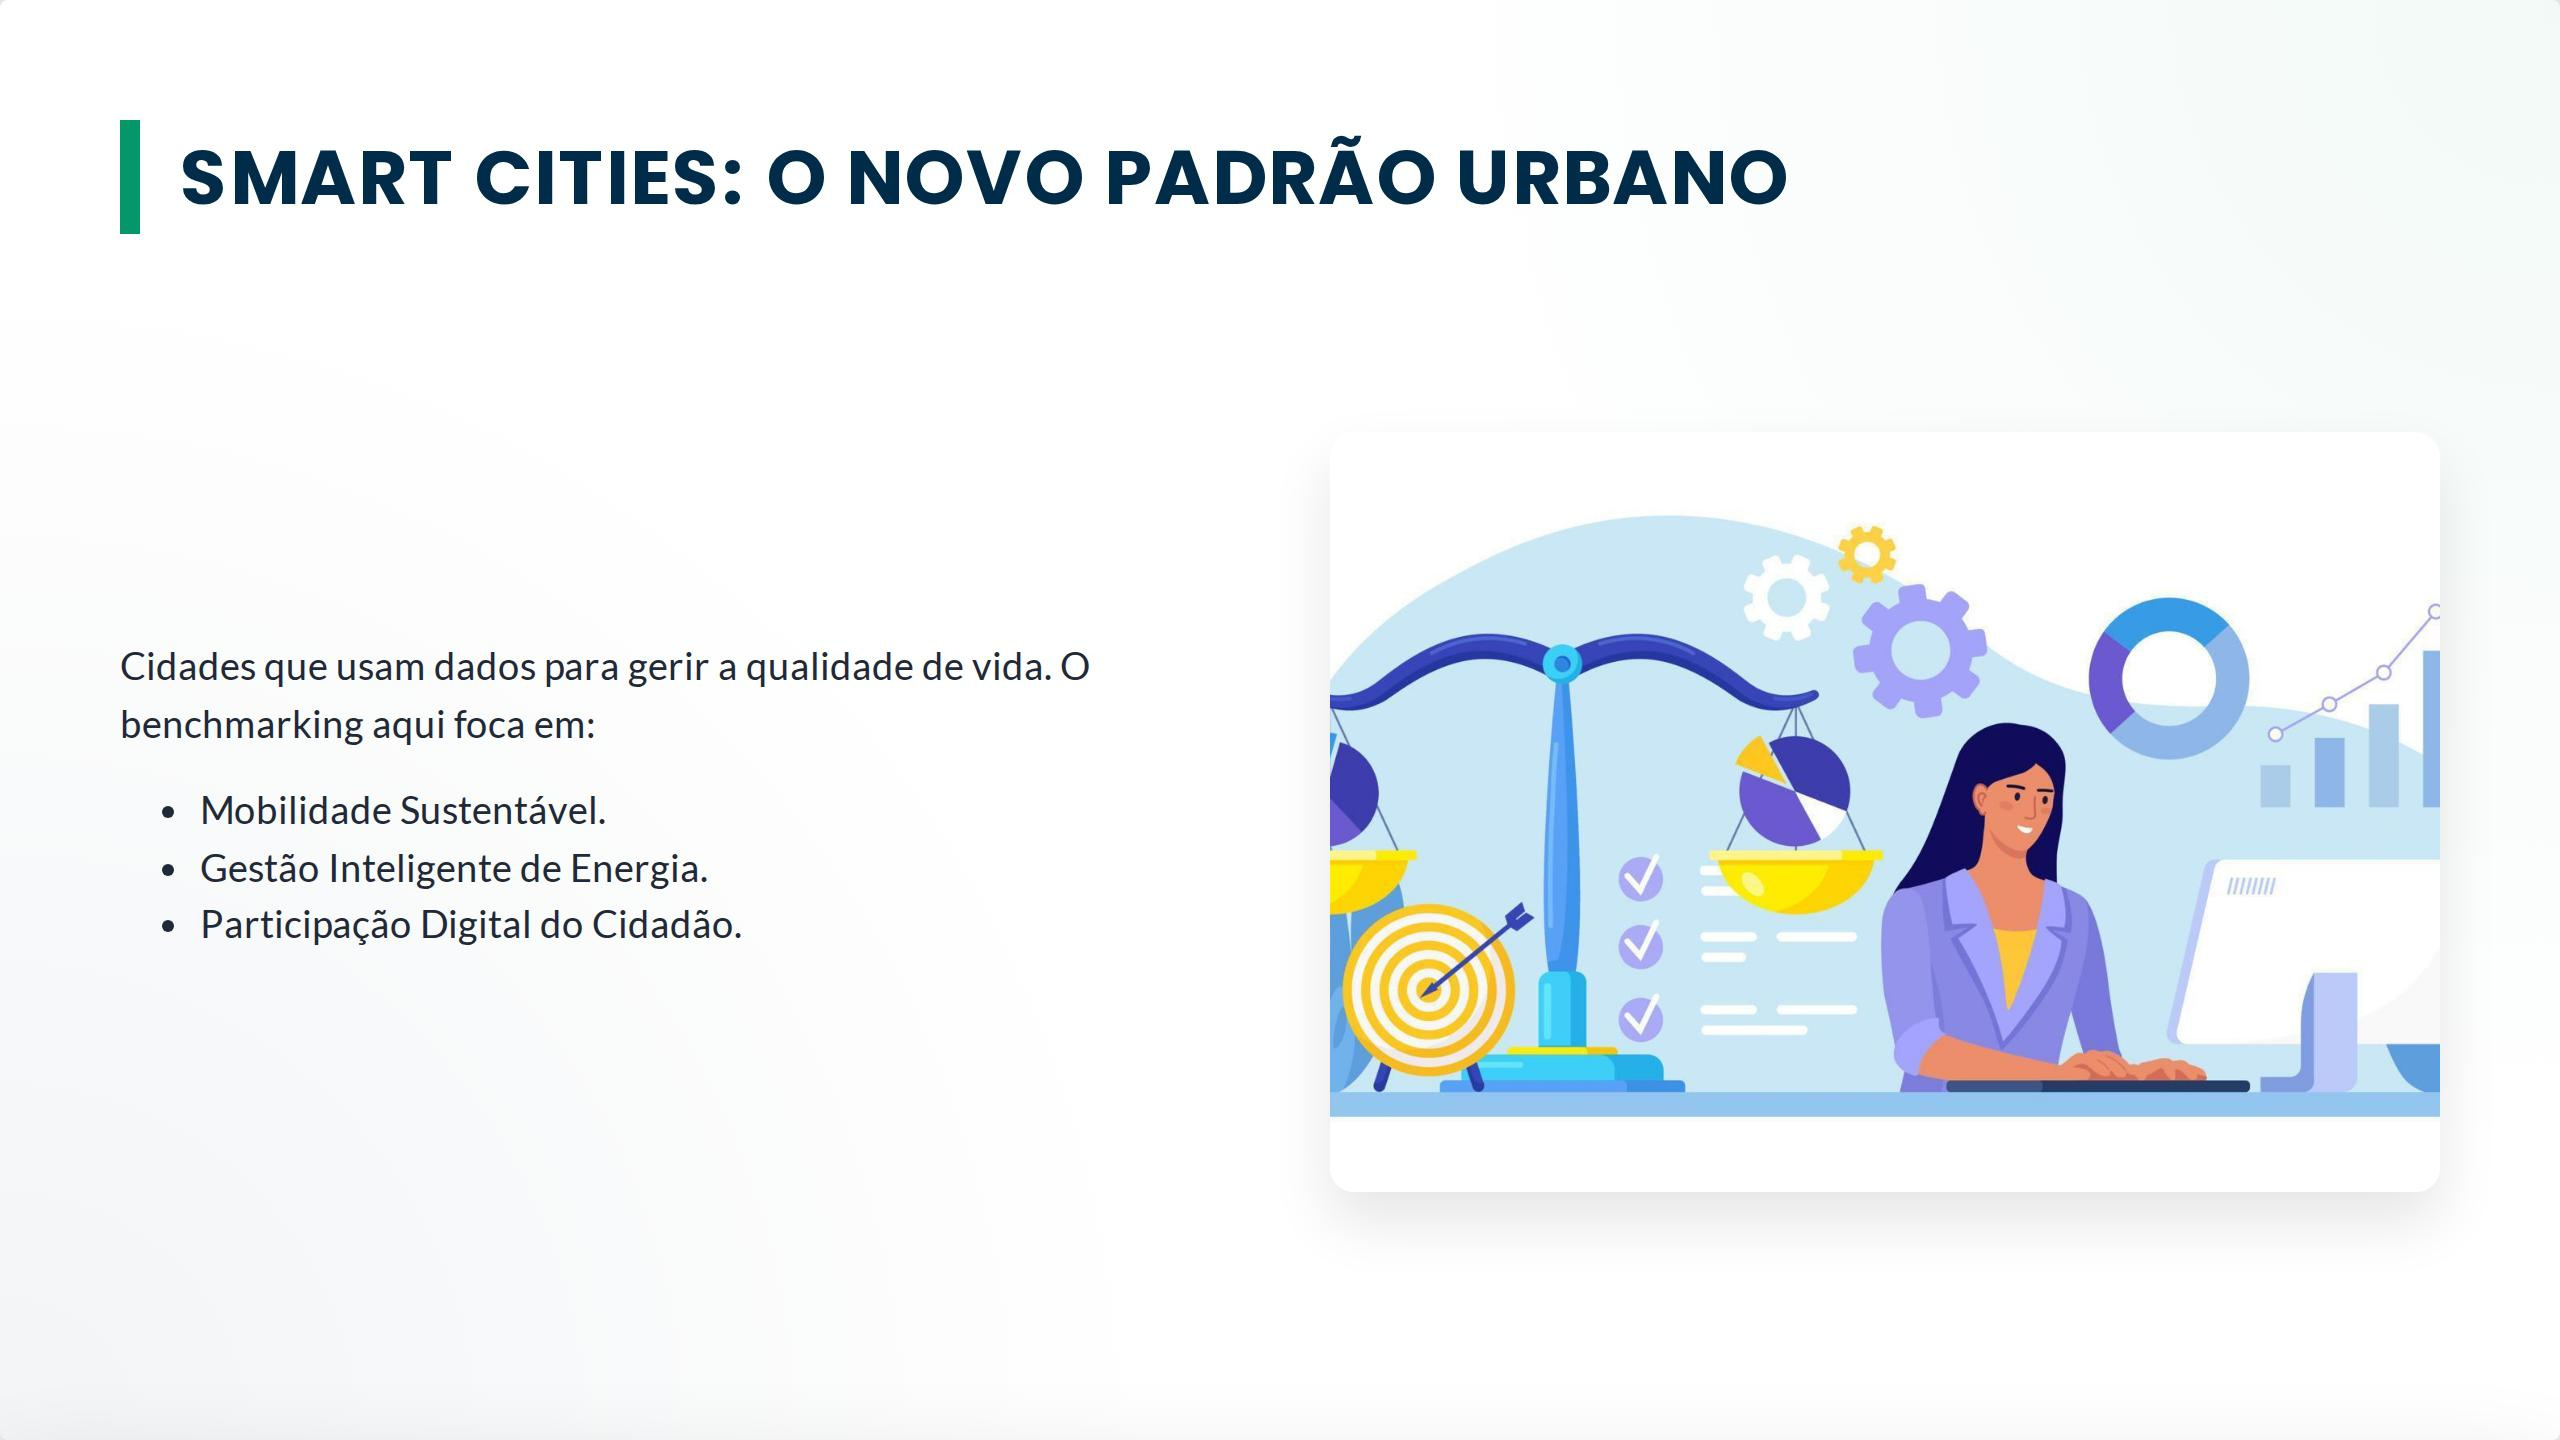 SMART CITIES: O NOVO PADRÃO URBANO
Cidades que usam dados para gerir a qualidade de vida. O
benchmarking aqui foca em:
• Mobilidade Sustentável.
• Gestão Inteligente de Energia.
• Participação Digital do Cidadão.